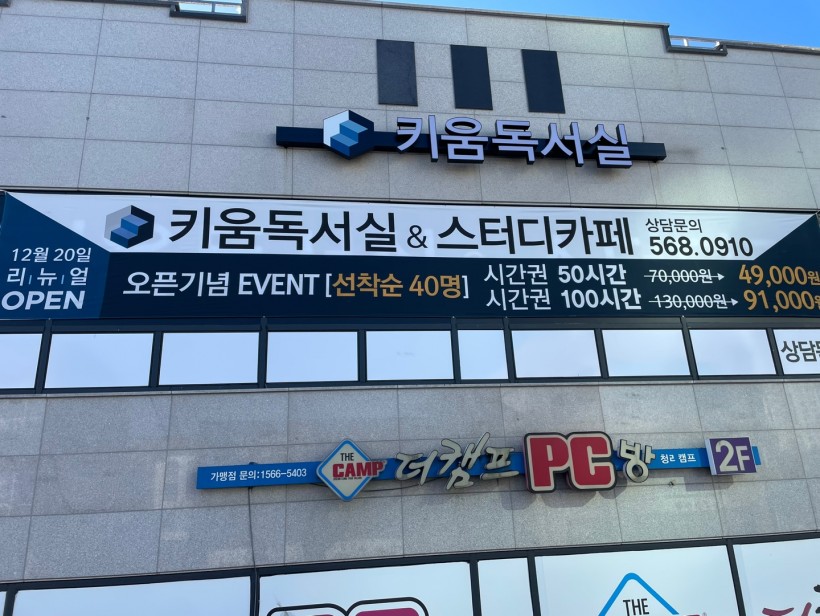 키움독서실
키움독서실 & 스터디카페
상담문의
568.0910
12월 20일
리뉴얼
OPEN
오픈기념 EVENT [선착순 40명]
시간권 50시간 70,000원 49,000원
시간권 100시간 130,000원 91,000원
상담
가맹점 문의:1566-5403
THE
CAMP
더캠프 PC방
2F
THE